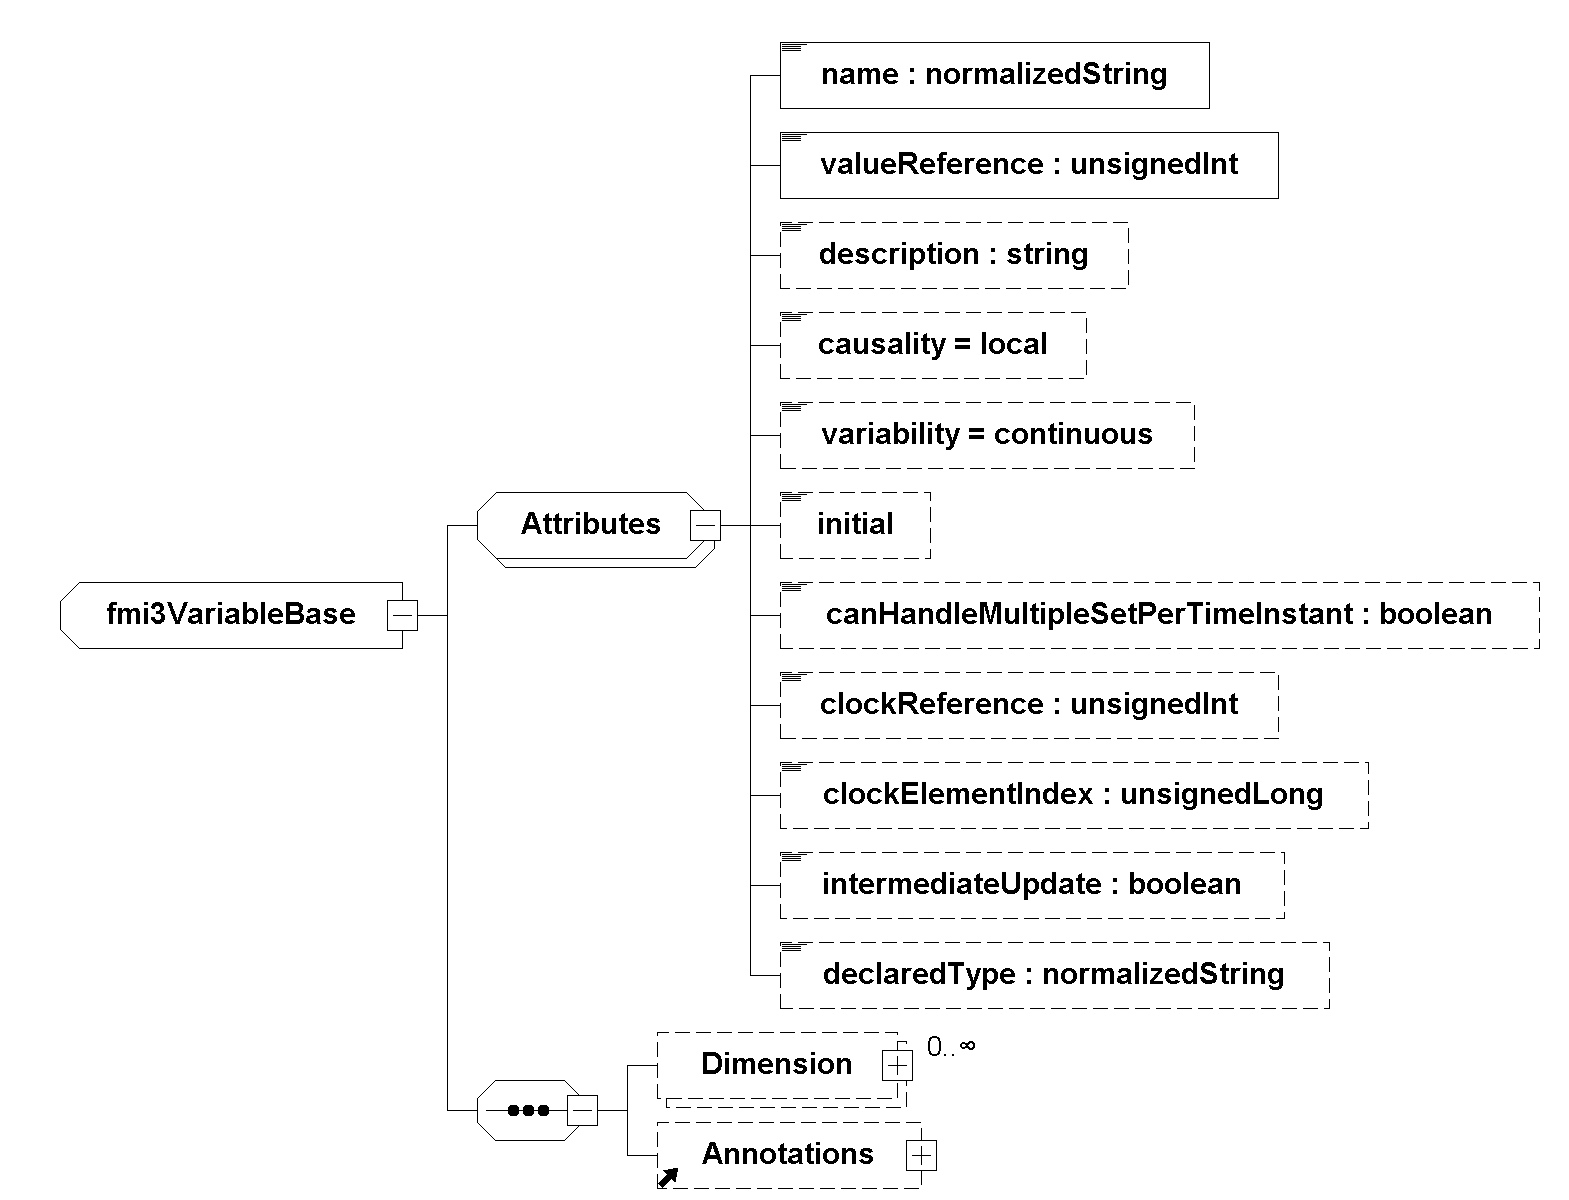 name : normalizedString
valueReference : unsignedInt
description : string
causality = local
variability = continuous
Attributes
initial
fmi3VariableBase
canHandleMultipleSetPerTimeInstant : boolean
clockReference : unsignedInt
clockElementIndex : unsignedLong
intermediateUpdate : boolean
declaredType : normalizedString
Dimension
0..∞
Annotations